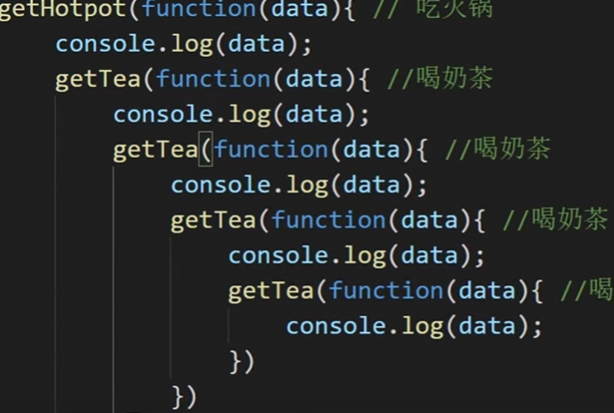 getHotpot(function(data){ // 吃火锅
console.log(data);
getTea(function(data){ //喝奶茶
console.log(data);
getTea(function(data){ //喝奶茶
console.log(data);
getTea(function(data){ //喝奶茶
console.log(data);
getTea(function(data){ //喝
console.log(data);
})
})